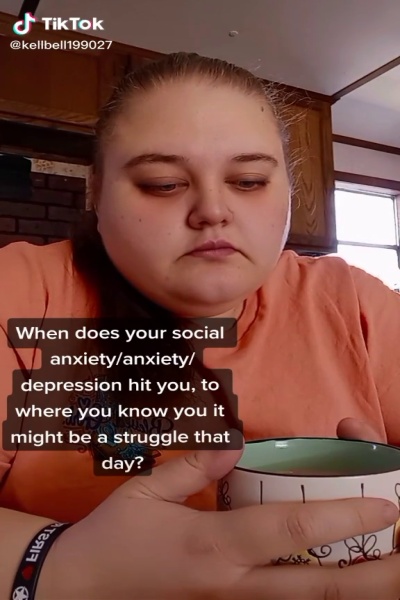 TikTok
@kellbell199027
When does your social
anxiety/anxiety/
depression hit you, to
where you know you it
might be a struggle that
day?
FIRST